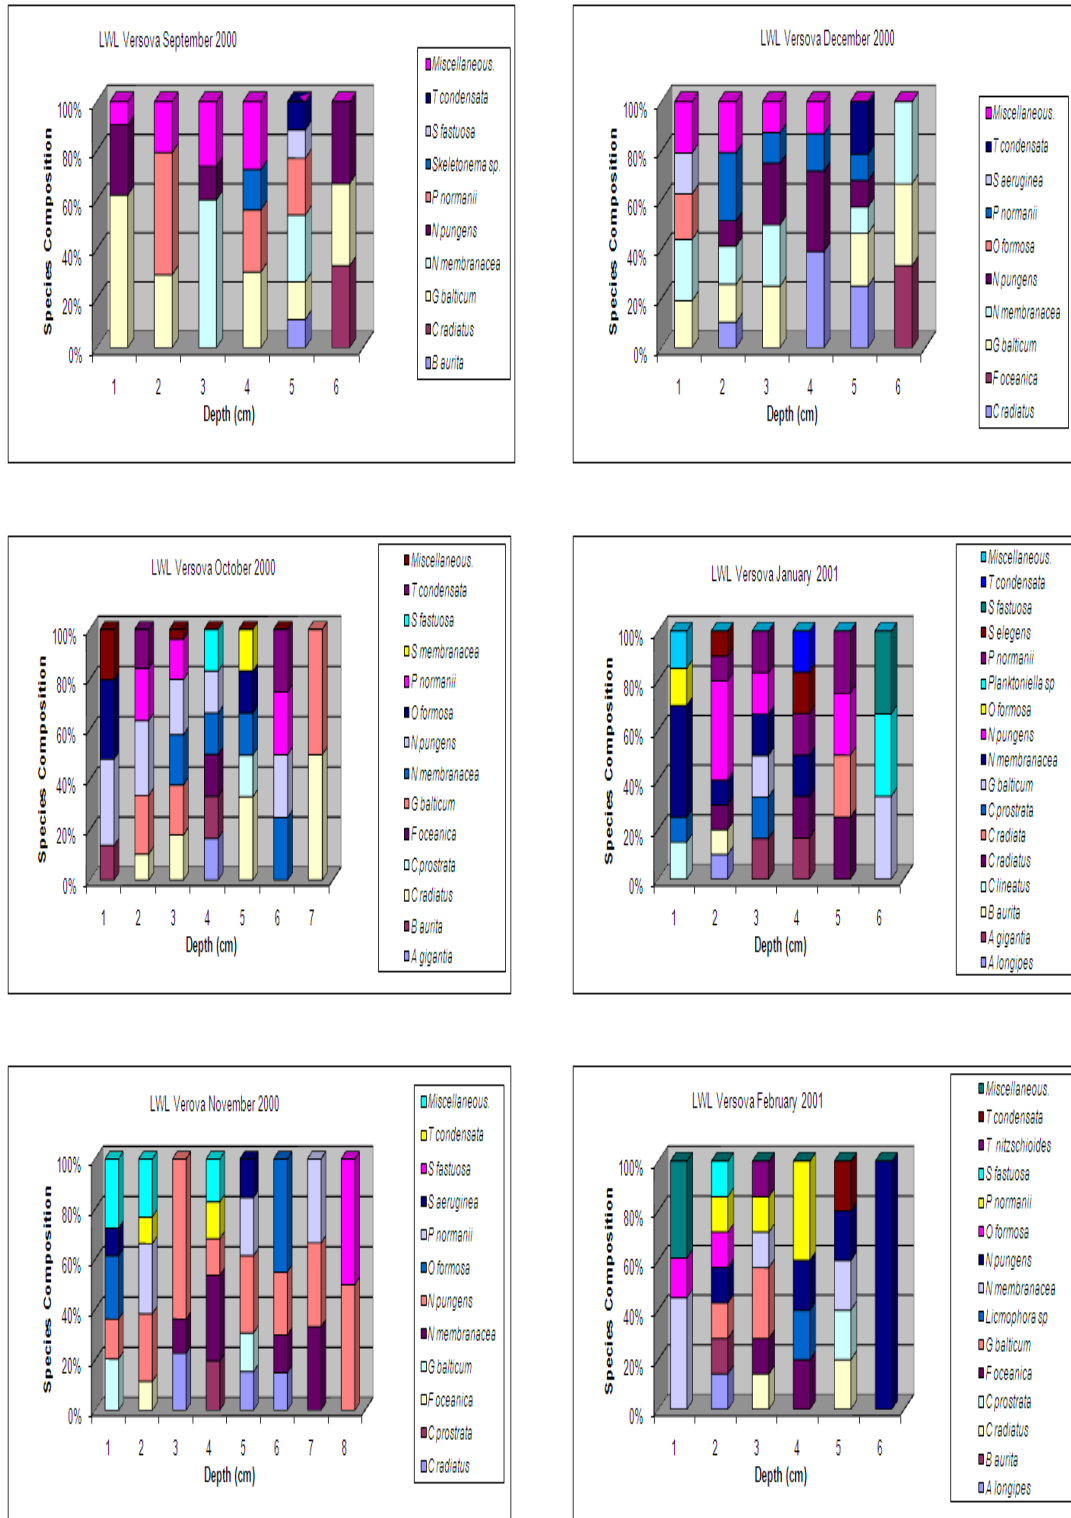 LWL Versova September 2000
Species Composition
100%
80%
60%
40%
20%
0%
1 2 3 4 5 6
Depth (cm)
Miscellaneous.
T condensata
S fastuosa
Skeletonema sp.
P normanii
N pungens
N membranacea
G balticum
C radiatus
B aurita
LWL Versova December 2000
Species Composition
100%
80%
60%
40%
20%
0%
1 2 3 4 5 6
Depth (cm)
Miscellaneous.
T condensata
S aeruginea
P normanii
O formosa
N pungens
N membranacea
G balticum
F oceanica
C radiatus
LWL Versova October 2000
Species Composition
100%
80%
60%
40%
20%
0%
1 2 3 4 5 6 7
Depth (cm)
Miscellaneous.
T condensata
S fastuosa
S membranacea
P normanii
O formosa
N pungens
N membranacea
G balticum
F oceanica
C prostrata
C radiatus
B aurita
A gigantia
LWL Versova January 2001
Species Composition
100%
80%
60%
40%
20%
0%
1 2 3 4 5 6
Depth (cm)
Miscellaneous.
T condensata
S fastuosa
S elegens
P normanii
Planktoniella sp
O formosa
N pungens
N membranacea
G balticum
C prostrata
C radiata
C radiatus
C lineatus
B aurita
A gigantia
A longipes
LWL Verova November 2000
Species Composition
100%
80%
60%
40%
20%
0%
1 2 3 4 5 6 7 8
Depth (cm)
Miscellaneous.
T condensata
S fastuosa
S aeruginea
P normanii
O formosa
N pungens
N membranacea
G balticum
F oceanica
C prostrata
C radiatus
LWL Versova February 2001
Species Composition
100%
80%
60%
40%
20%
0%
1 2 3 4 5 6
Depth (cm)
Miscellaneous.
T condensata
T nitzschioides
S fastuosa
P normanii
O formosa
N pungens
N membranacea
Licmophora sp
G balticum
F oceanica
C prostrata
C radiatus
B aurita
A longipes